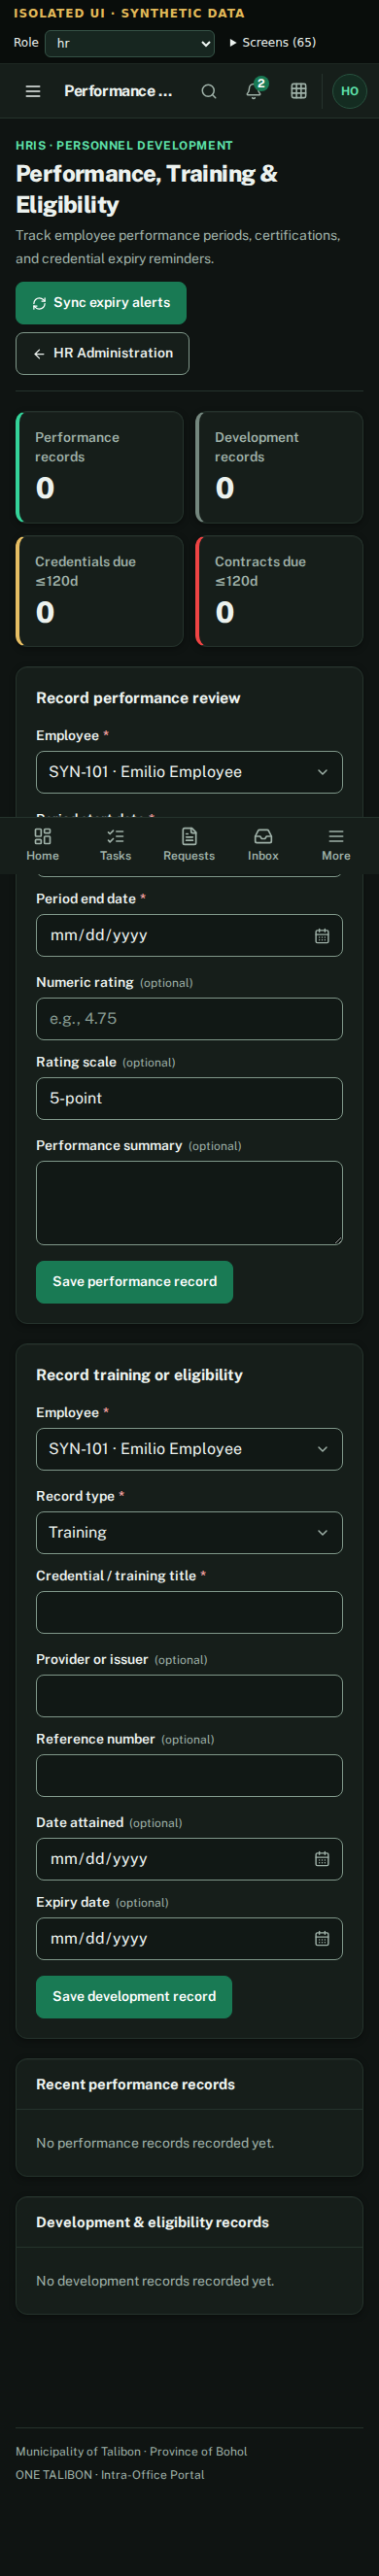 ISOLATED UI · SYNTHETIC DATA
Role hr Screens (65)
Performance ... 2 HO
HRIS · PERSONNEL DEVELOPMENT
Performance, Training &
Eligibility
Track employee performance periods, certifications,
and credential expiry reminders.
Sync expiry alerts
HR Administration
Performance
records
0
Development
records
0
Credentials due
≤120d
0
Contracts due
≤120d
0
Record performance review
Employee *
SYN-101 · Emilio Employee
Home Tasks Requests Inbox More
Period end date *
mm/dd/yyyy
Numeric rating (optional)
e.g., 4.75
Rating scale (optional)
5-point
Performance summary (optional)
Save performance record
Record training or eligibility
Employee *
SYN-101 · Emilio Employee
Record type *
Training
Credential / training title *
Provider or issuer (optional)
Reference number (optional)
Date attained (optional)
mm/dd/yyyy
Expiry date (optional)
mm/dd/yyyy
Save development record
Recent performance records
No performance records recorded yet.
Development & eligibility records
No development records recorded yet.
Municipality of Talibon · Province of Bohol
ONE TALIBON · Intra-Office Portal